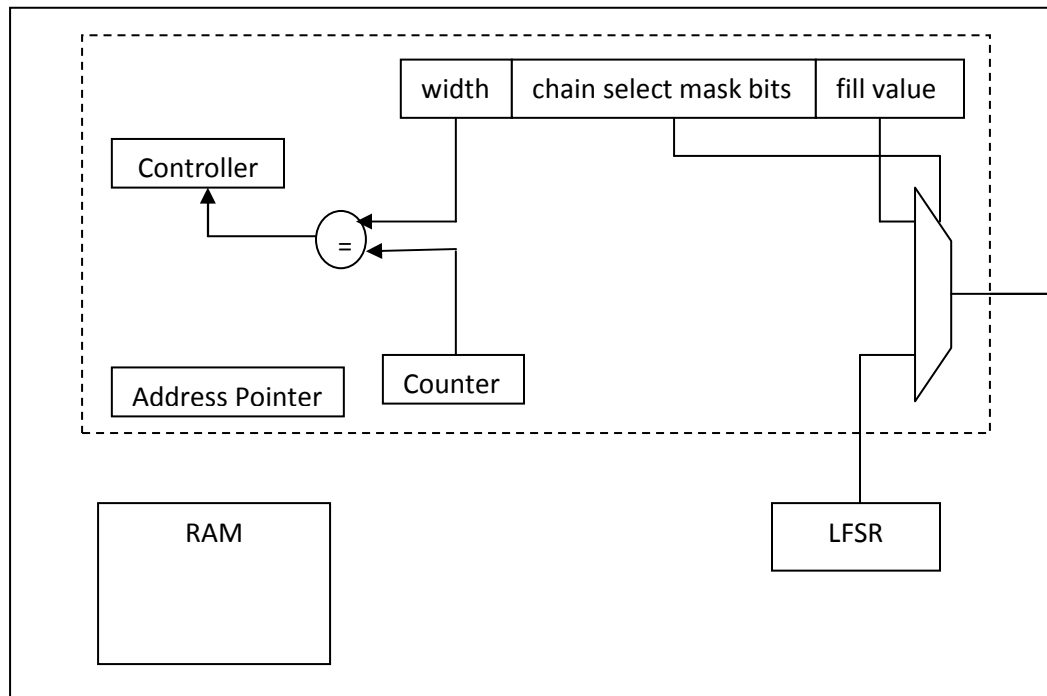 width chain select mask bits fill value
Controller
=
Counter
Address Pointer
RAM
LFSR